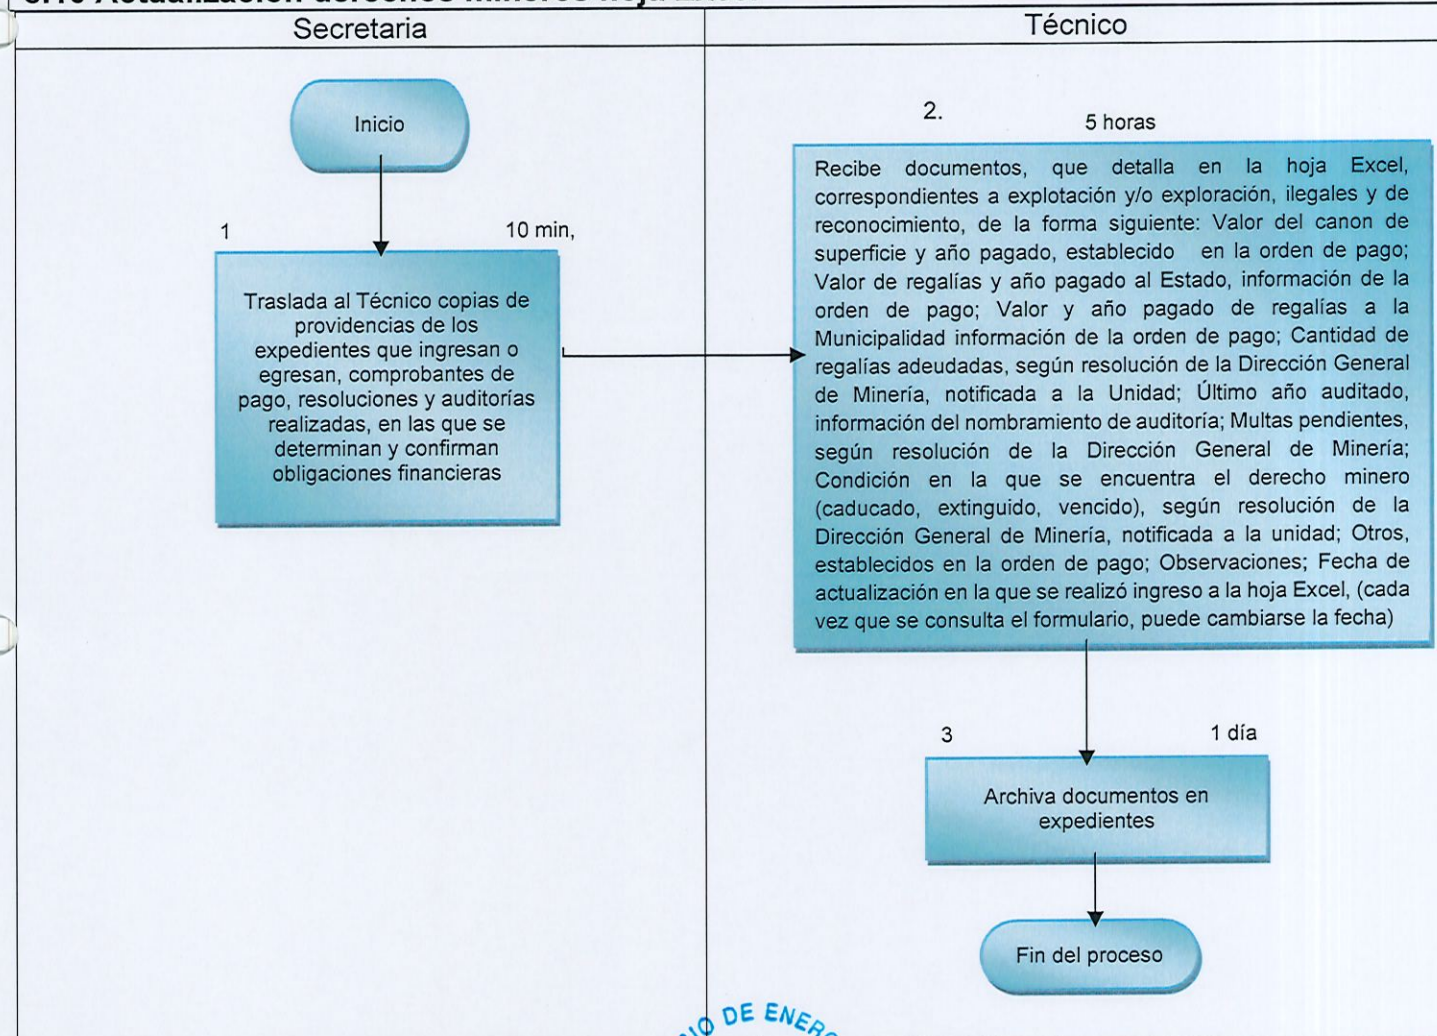 Actualización derechos mineros hoja
Secretaria
Técnico
Inicio
1
10 min,
Traslada al Técnico copias de
providencias de los
expedientes que ingresan o
egresan, comprobantes de
pago, resoluciones y auditorías
realizadas, en las que se
determinan y confirman
obligaciones financieras
2.
5 horas
Recibe documentos, que detalla en la hoja Excel,
correspondientes a explotación y/o exploración, ilegales y de
reconocimiento, de la forma siguiente: Valor del canon de
superficie y año pagado, establecido en la orden de pago;
Valor de regalías y año pagado al Estado, información de la
orden de pago; Valor y año pagado de regalías a la
Municipalidad información de la orden de pago; Cantidad de
regalías adeudadas, según resolución de la Dirección General
de Minería, notificada a la Unidad; Último año auditado,
información del nombramiento de auditoría; Multas pendientes,
según resolución de la Dirección General de Minería;
Condición en la que se encuentra el derecho minero
(caducado, extinguido, vencido), según resolución de la
Dirección General de Minería, notificada a la unidad; Otros,
establecidos en la orden de pago; Observaciones; Fecha de
actualización en la que se realizó ingreso a la hoja Excel, (cada
vez que se consulta el formulario, puede cambiarse la fecha)
3
1 día
Archiva documentos en
expedientes
Fin del proceso
DE